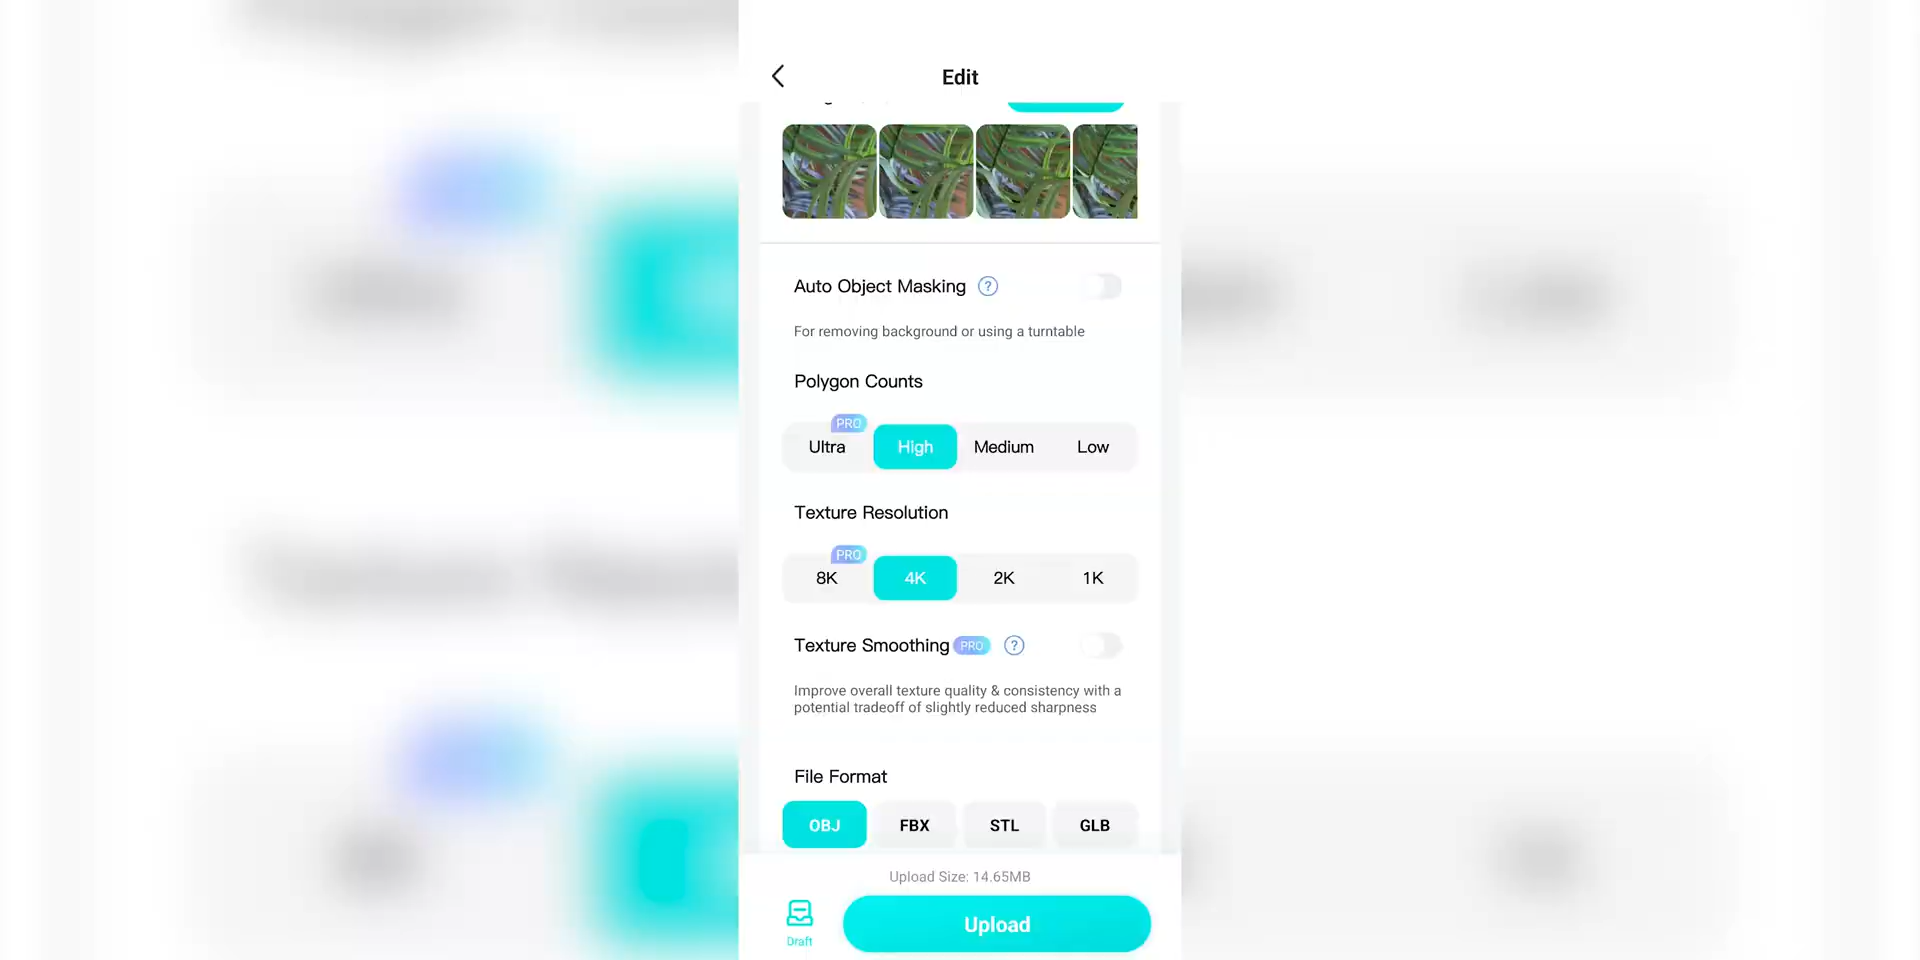 Edit
Auto Object Masking ?
For removing background or using a turntable
Polygon Counts
PRO
Ultra High Medium Low
Texture Resolution
PRO
8K 4K 2K 1K
Texture Smoothing PRO ?
Improve overall texture quality & consistency with a
potential tradeoff of slightly reduced sharpness
File Format
OBJ FBX STL GLB
Upload Size: 14.65MB
Upload
Draft